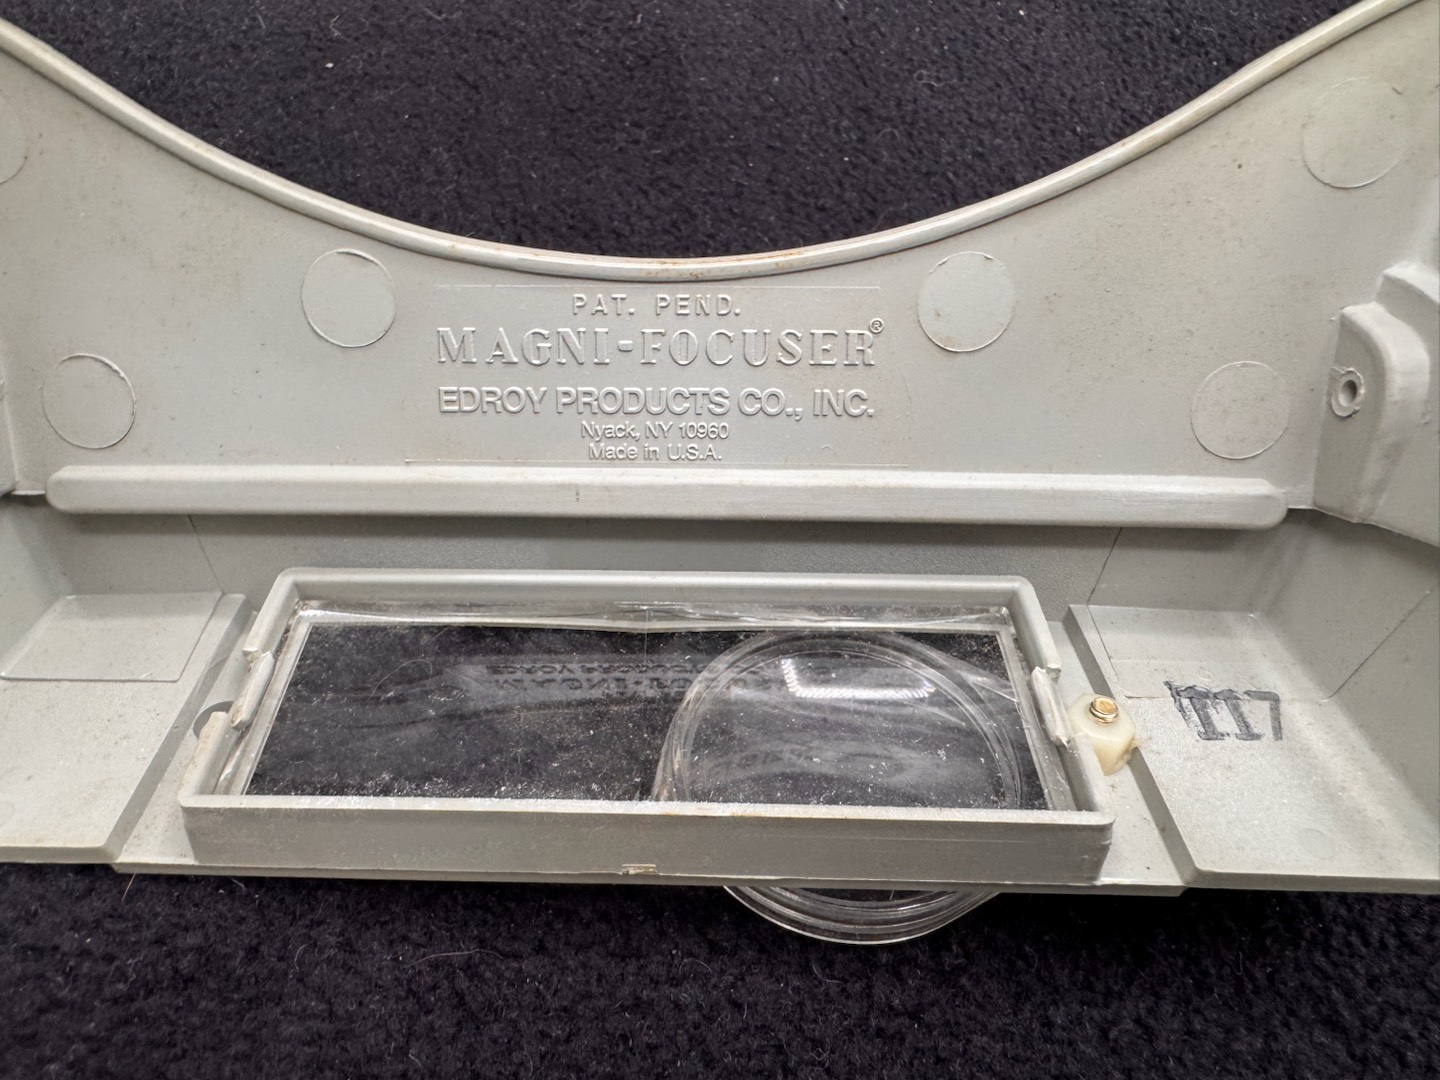 PAT. PEND.
MAGNI-FOCUSER®
EDROY PRODUCTS CO., INC.
Nyack, NY 10960
Made in U.S.A.